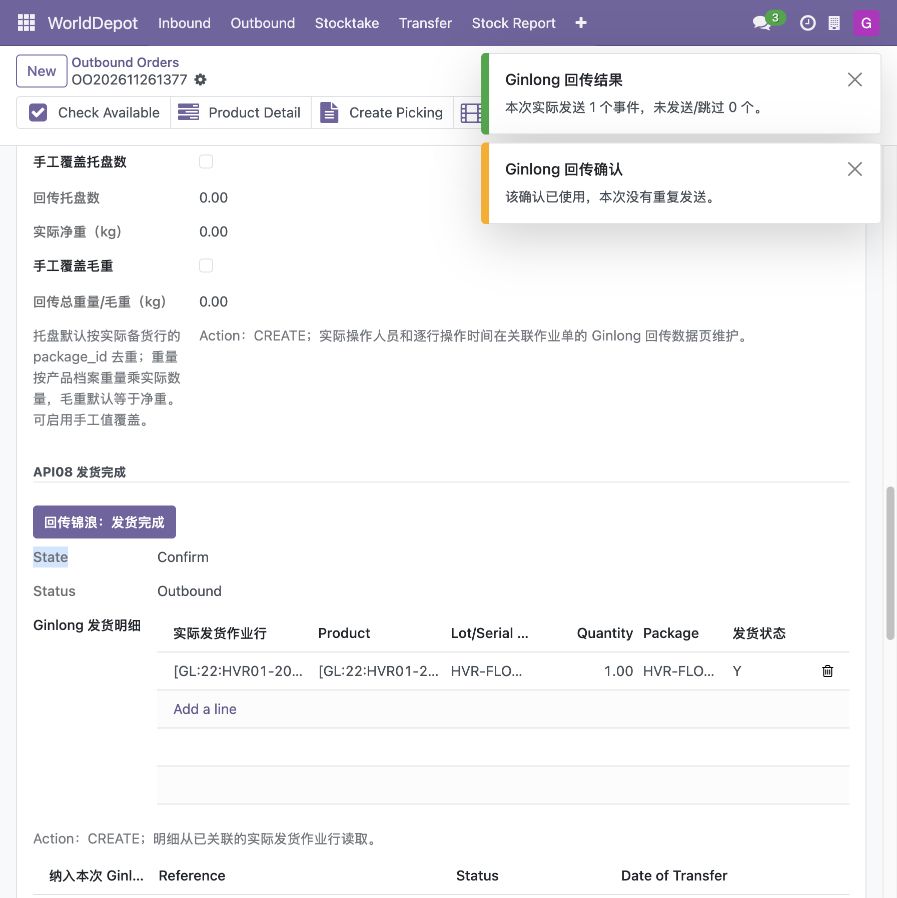 WorldDepot Inbound Outbound Stocktake Transfer Stock Report + 3 G
New
Outbound Orders
OO202611261377
Check Available Product Detail Create Picking
Ginlong 回传结果
本次实际发送 1 个事件，未发送/跳过 0 个。
Ginlong 回传确认
该确认已使用，本次没有重复发送。
手工覆盖托盘数
回传托盘数 0.00
实际净重（kg） 0.00
手工覆盖毛重
回传总重量/毛重（kg） 0.00
托盘默认按实际备货行的
package_id 去重；重量
按产品档案重量乘实际数
量，毛重默认等于净重。
可启用手工值覆盖。
Action：CREATE；实际操作人员和逐行操作时间在关联作业单的 Ginlong 回传数据页维护。
API08 发货完成
回传锦浪：发货完成
State Confirm
Status Outbound
Ginlong 发货明细
实际发货作业行 Product Lot/Serial ... Quantity Package 发货状态
[GL:22:HVR01-20... [GL:22:HVR01-2... HVR-FLO... 1.00 HVR-FLO... Y
Add a line
Action：CREATE；明细从已关联的实际发货作业行读取。
纳入本次 Ginl... Reference Status Date of Transfer